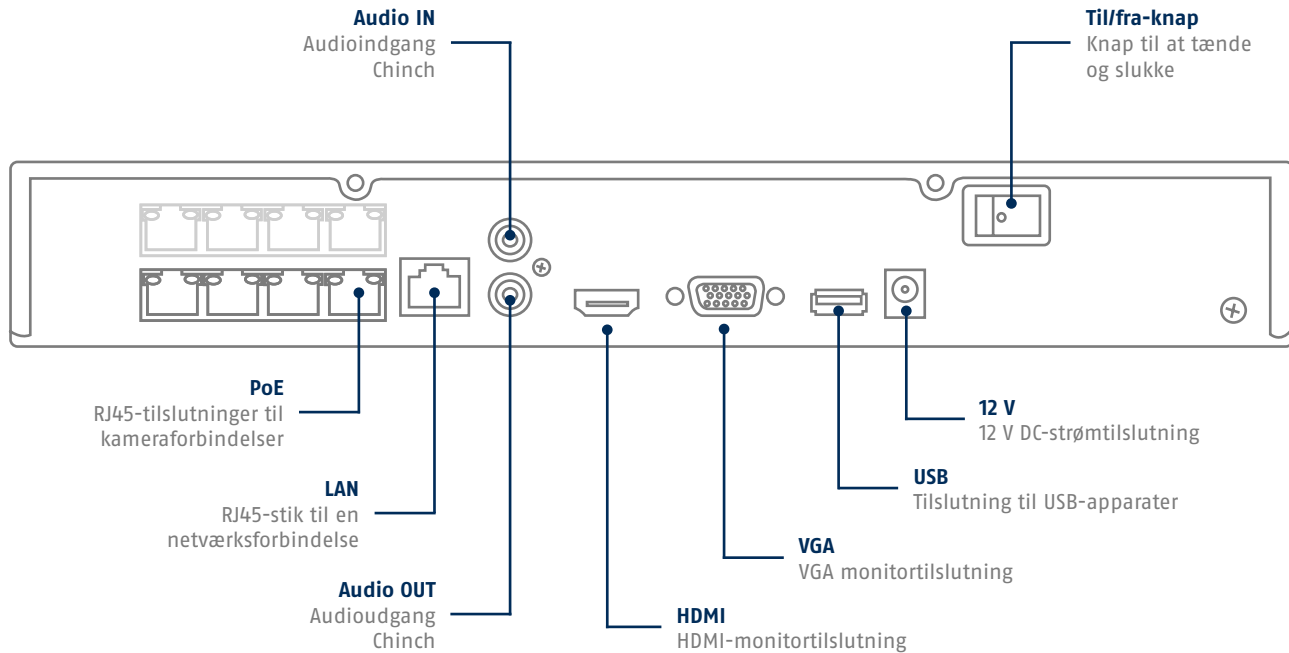 Audio IN
Audioindgang
Chinch
Til/fra-knap
Knap til at tænde
og slukke
PoE
RJ45-tilslutninger til
kameraforbindelser
LAN
RJ45-stik til en
netværksforbindelse
Audio OUT
Audioudgang
Chinch
HDMI
HDMI-monitortilslutning
VGA
VGA monitortilslutning
USB
Tilslutning til USB-apparater
12 V
12 V DC-strømtilslutning